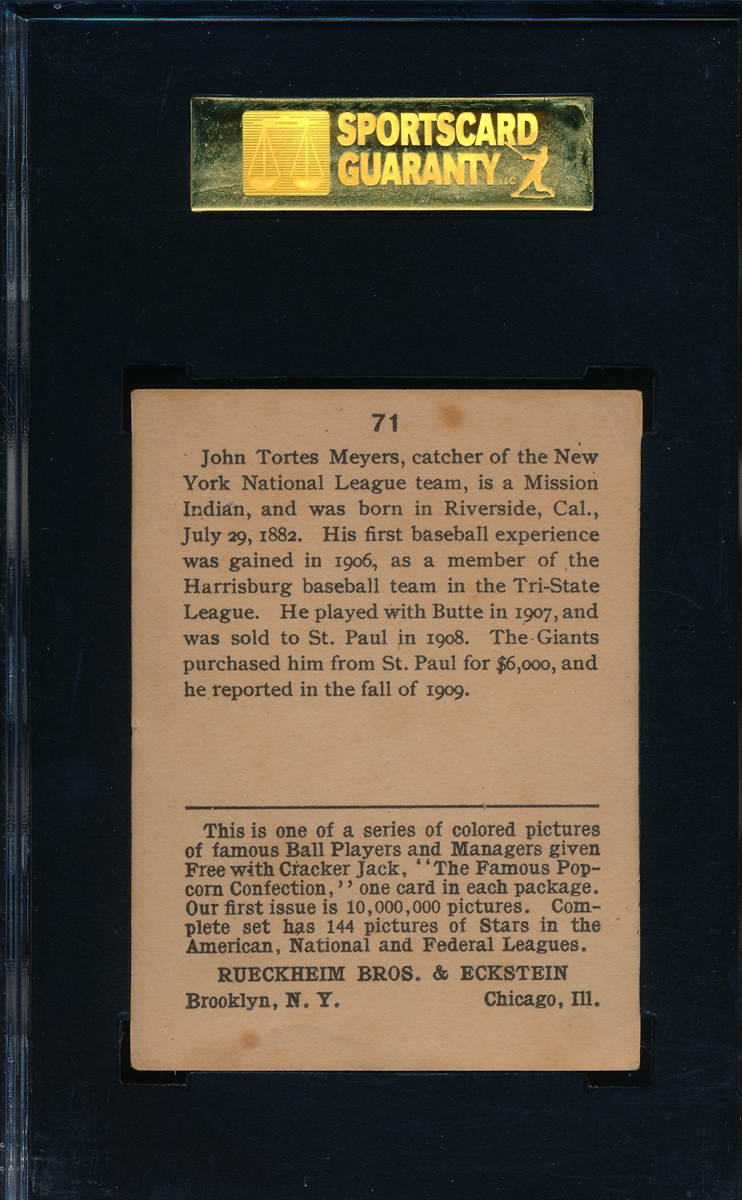 SPORTSCARD
GUARANTY LLC
71
John Tortes Meyers, catcher of the New
York National League team, is a Mission
Indian, and was born in Riverside, Cal.,
July 29, 1882. His first baseball experience
was gained in 1906, as a member of the
Harrisburg baseball team in the Tri-State
League. He played with Butte in 1907, and
was sold to St. Paul in 1908. The Giants
purchased him from St. Paul for $6,000, and
he reported in the fall of 1909.
This is one of a series of colored pictures
of famous Ball Players and Managers given
Free with Cracker Jack, "The Famous Pop-
corn Confection," one card in each package.
Our first issue is 10,000,000 pictures. Com-
plete set has 144 pictures of Stars in the
American, National and Federal Leagues.
RUECKHEIM BROS. & ECKSTEIN
Brooklyn, N. Y. Chicago, Ill.